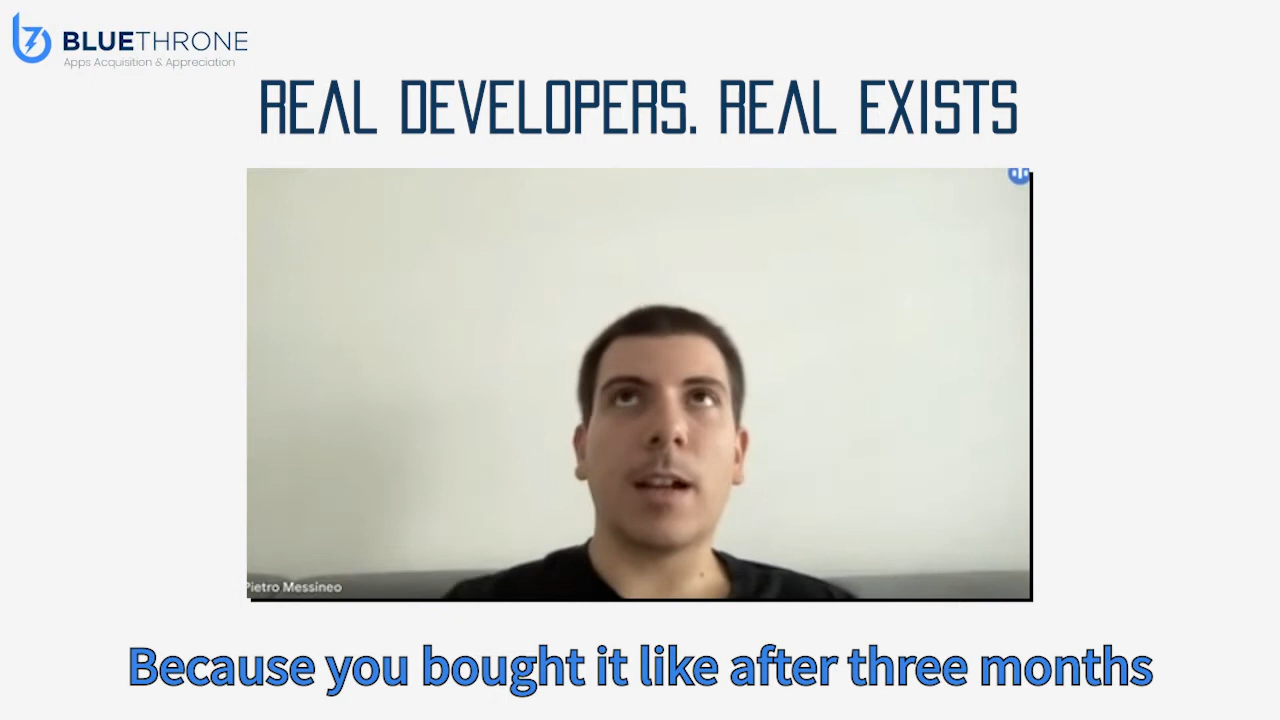 BLUETHRONE
Apps Acquisition & Appreciation
REAL DEVELOPERS. REAL EXISTS
Pietro Messineo
Because you bought it like after three months